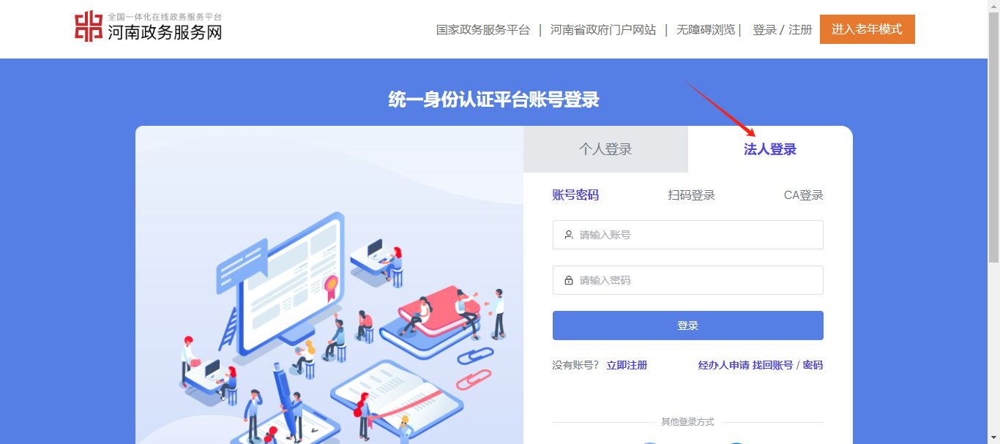 全国一体化在线政务服务平台
河南政务服务网
国家政务服务平台 | 河南省政府门户网站 | 无障碍浏览 | 登录 / 注册 进入老年模式
统一身份认证平台账号登录
个人登录 法人登录
账号密码 扫码登录 CA登录
请输入账号
请输入密码
登录
没有账号? 立即注册 经办人申请 找回账号 / 密码
其他登录方式